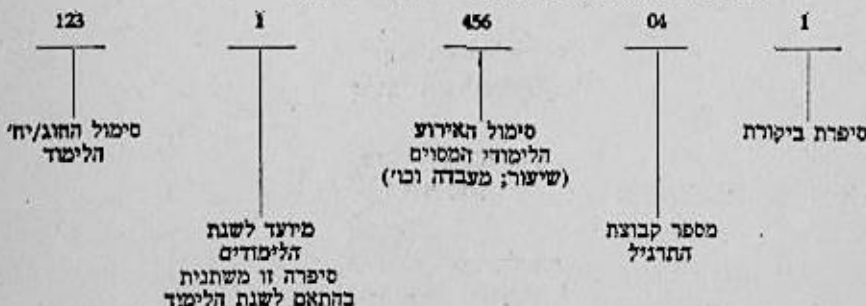 123 1 456 04 1
סימול החוג/יח'
הלימוד
סימול האירוע
הלימודי המסוים
(שיעור; מעבדה וכו')
סיפרת ביקורת
מיועד לשנת
הלימודים
סיפרה זו משתנית
בהתאם לשנת הלימוד
מספר קבוצת
התרגיל